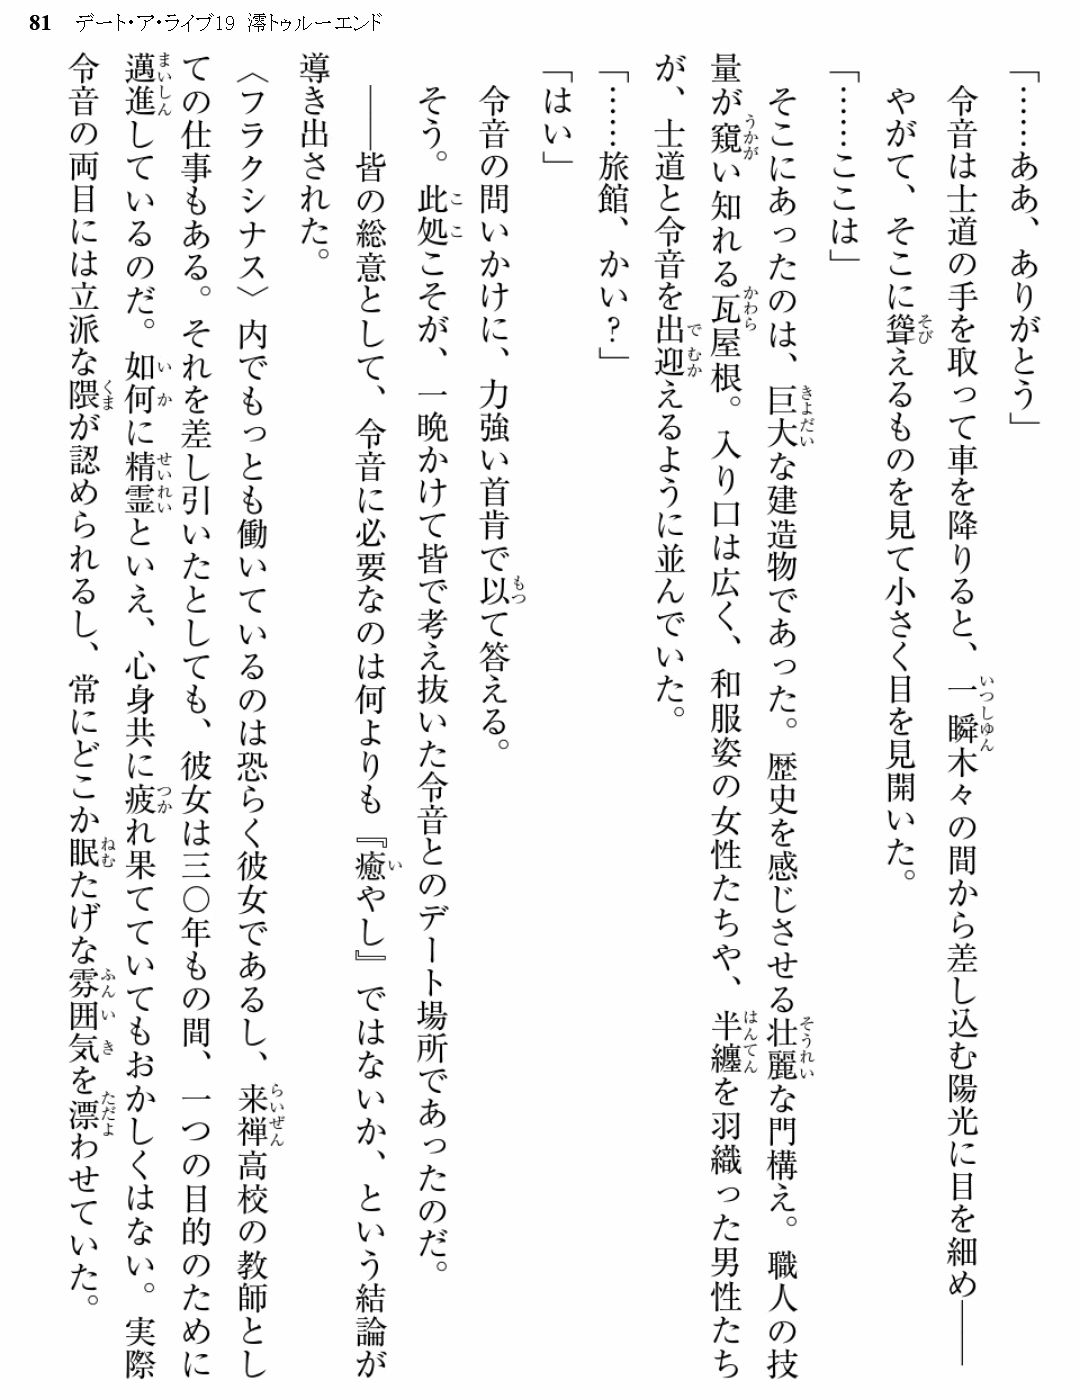 81 デート・ア・ライブ19 澪トゥルーエンド
「……ああ、ありがとう」
令音は士道の手を取って車を降りると、一瞬木々の間から差し込む陽光に目を細め――
やがて、そこに聳えるものを見て小さく目を見開いた。
「……ここは」
そこにあったのは、巨大な建造物であった。歴史を感じさせる壮麗な門構え。職人の技
量が窺い知れる瓦屋根。入り口は広く、和服姿の女性たちや、半纏を羽織った男性たち
が、士道と令音を出迎えるように並んでいた。
「……旅館、かい？」
「はい」
令音の問いかけに、力強い首肯で以て答える。
そう。此処こそが、一晩かけて皆で考え抜いた令音とのデート場所であったのだ。
――皆の総意として、令音に必要なのは何よりも『癒やし』ではないか、という結論が
導き出された。
〈フラクシナス〉内でもっとも働いているのは恐らく彼女であるし、来禅高校の教師とし
ての仕事もある。それを差し引いたとしても、彼女は三〇年もの間、一つの目的のために
邁進しているのだ。如何に精霊といえ、心身共に疲れ果てていてもおかしくはない。実際
令音の両目には立派な隈が認められるし、常にどこか眠たげな雰囲気を漂わせていた。